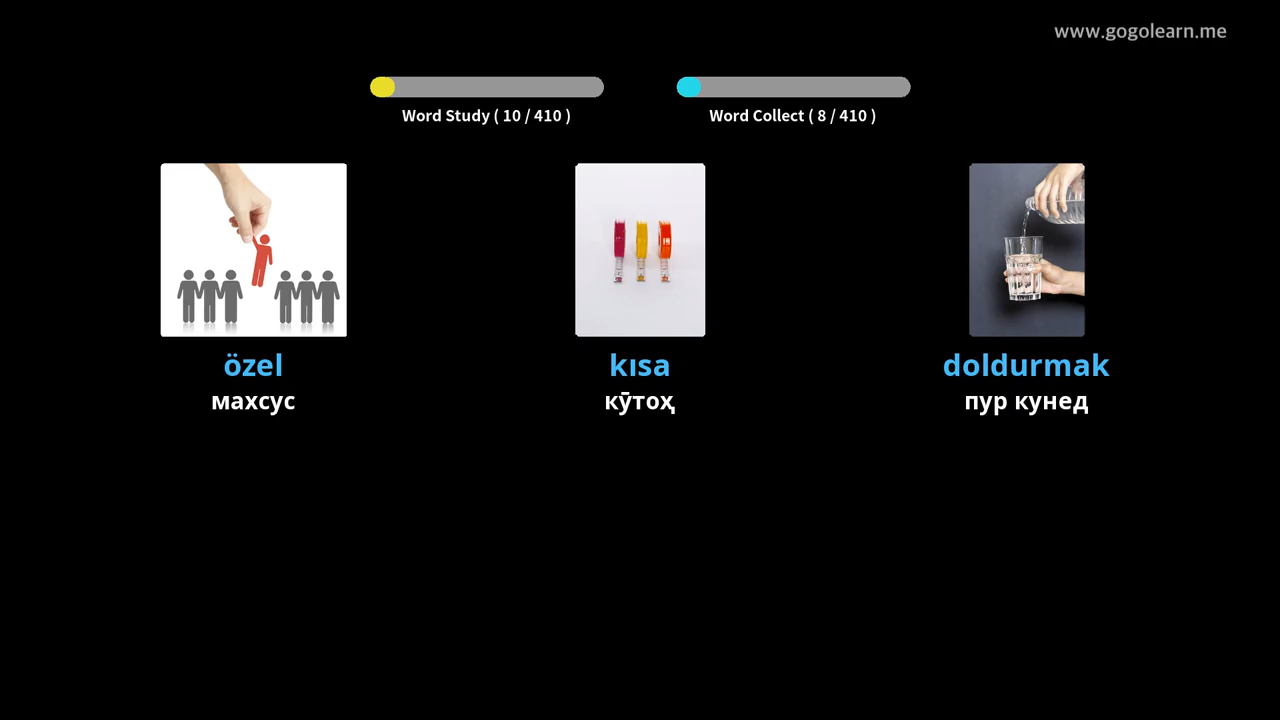 www.gogolearn.me
Word Study ( 10 / 410 )
Word Collect ( 8 / 410 )
özel
махсус
kısa
кӯтоҳ
doldurmak
пур кунед